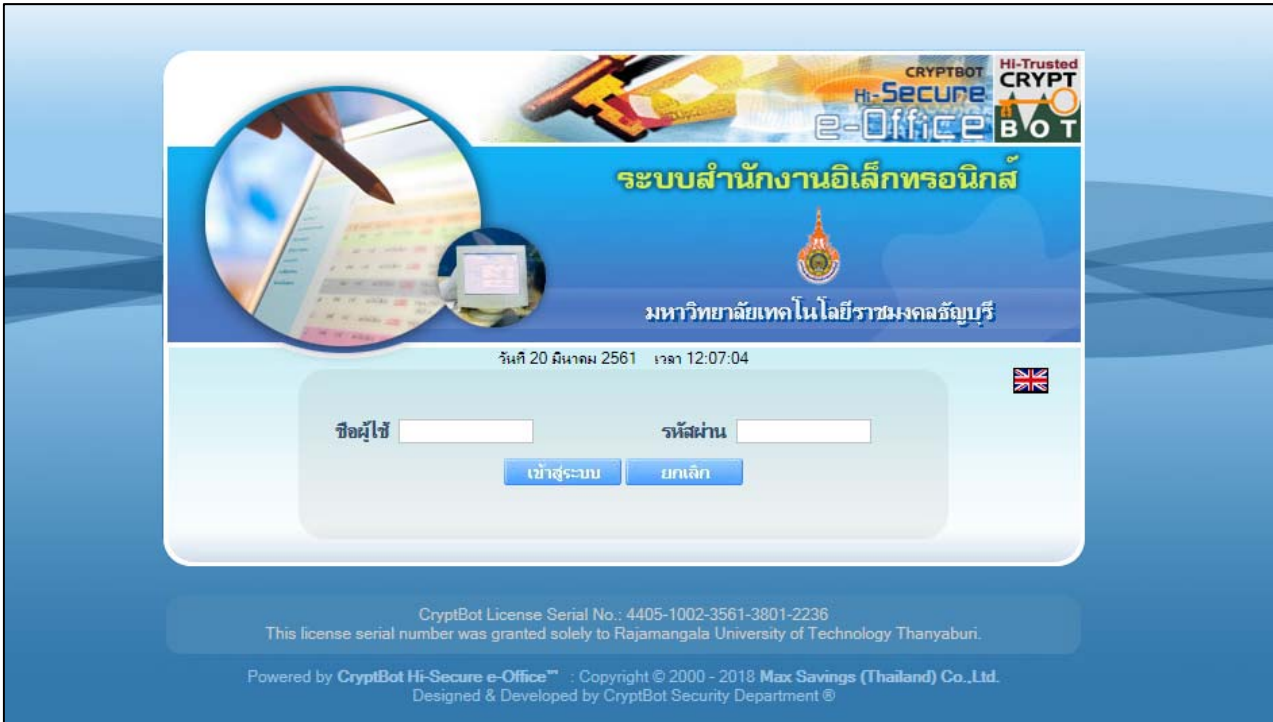 CRYPTBOT
Hi-Secure
e-Office
Hi-Trusted
CRYPT
BOT
ระบบสำนักงานอิเล็กทรอนิกส์
มหาวิทยาลัยเทคโนโลยีราชมงคลธัญบุรี
วันที่ 20 มีนาคม 2561 เวลา 12:07:04
ชื่อผู้ใช้ รหัสผ่าน
เข้าสู่ระบบ ยกเลิก
CryptBot License Serial No.: 4405-1002-3561-3801-2236
This license serial number was granted solely to Rajamangala University of Technology Thanyaburi.
Powered by CryptBot Hi-Secure e-Office™ : Copyright © 2000 - 2018 Max Savings (Thailand) Co.,Ltd.
Designed & Developed by CryptBot Security Department ®